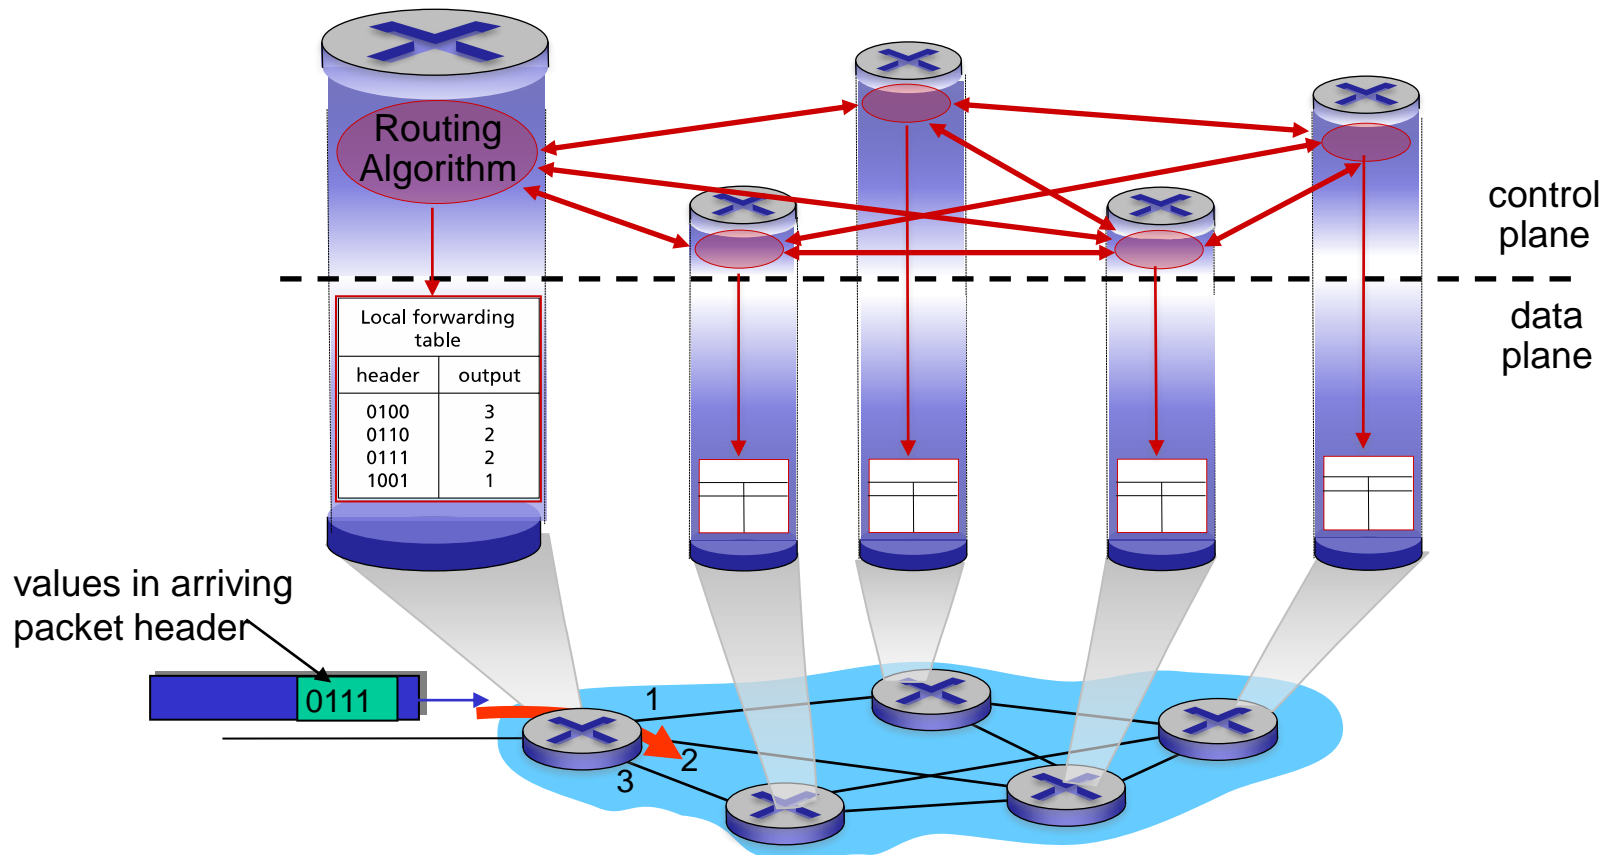 Routing
Algorithm
control
plane
data
plane
Local forwarding
table
header output
0100 3
0110 2
0111 2
1001 1
values in arriving
packet header
0111
1
2
3